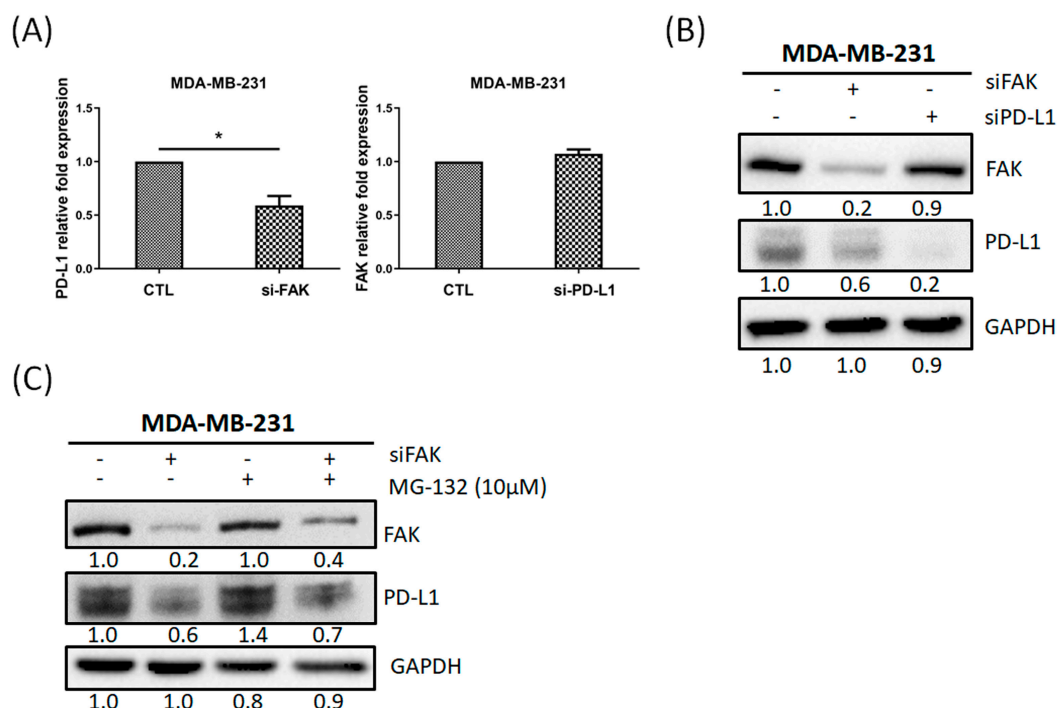 (A)
MDA-MB-231
PD-L1 relative fold expression
1.5
1.0
0.5
0.0
*
CTL
si-FAK
MDA-MB-231
FAK relative fold expression
1.5
1.0
0.5
0.0
CTL
si-PD-L1
(B)
MDA-MB-231
- + - siFAK
- - + siPD-L1
FAK
1.0 0.2 0.9
PD-L1
1.0 0.6 0.2
GAPDH
1.0 1.0 0.9
(C)
MDA-MB-231
- + - + siFAK
- - + + MG-132 (10μM)
FAK
1.0 0.2 1.0 0.4
PD-L1
1.0 0.6 1.4 0.7
GAPDH
1.0 1.0 0.8 0.9